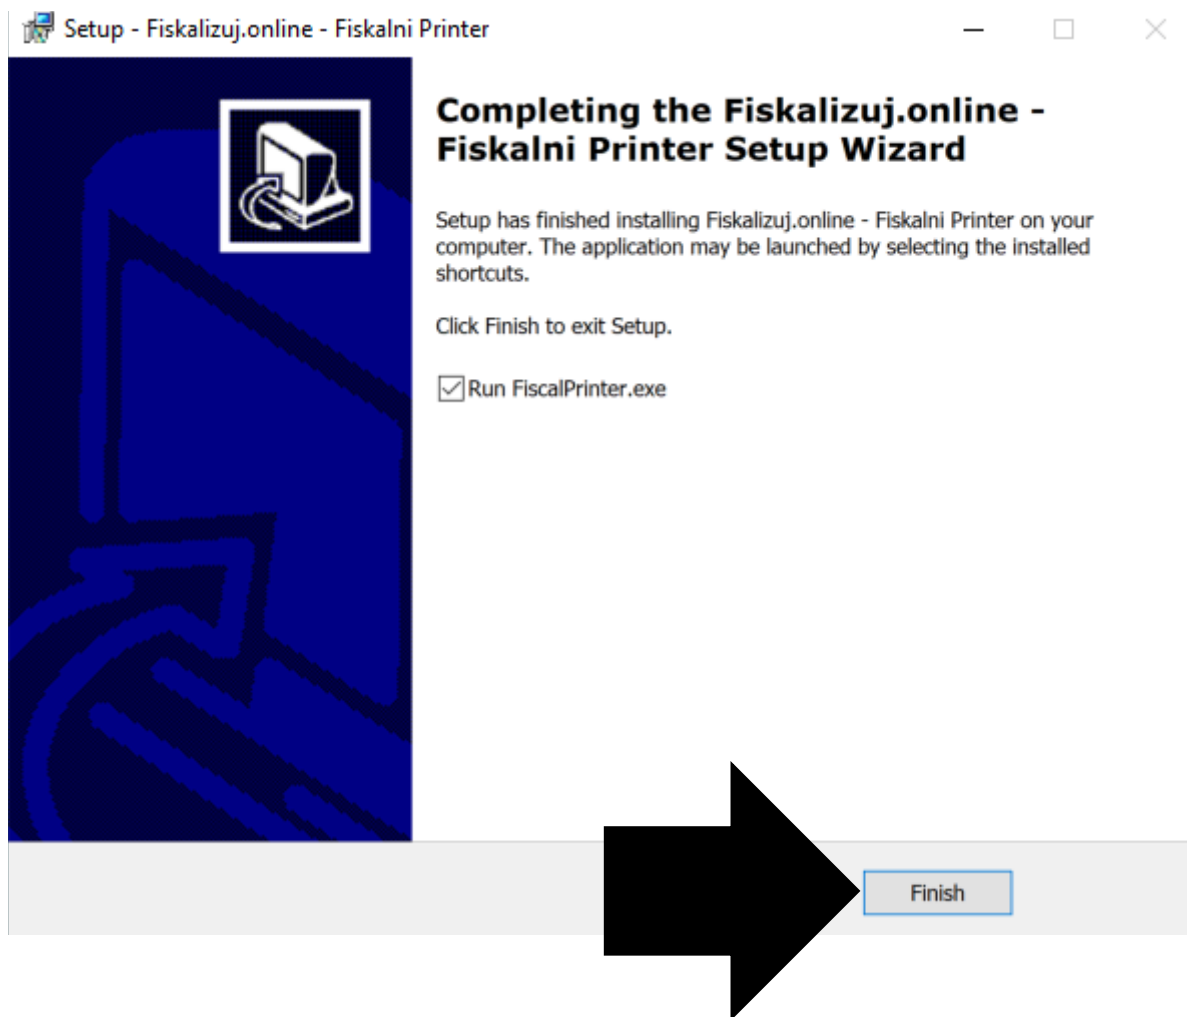 Setup - Fiskalizuj.online - Fiskalni Printer
Completing the Fiskalizuj.online -
Fiskalni Printer Setup Wizard
Setup has finished installing Fiskalizuj.online - Fiskalni Printer on your
computer. The application may be launched by selecting the installed
shortcuts.
Click Finish to exit Setup.
Run FiscalPrinter.exe
Finish